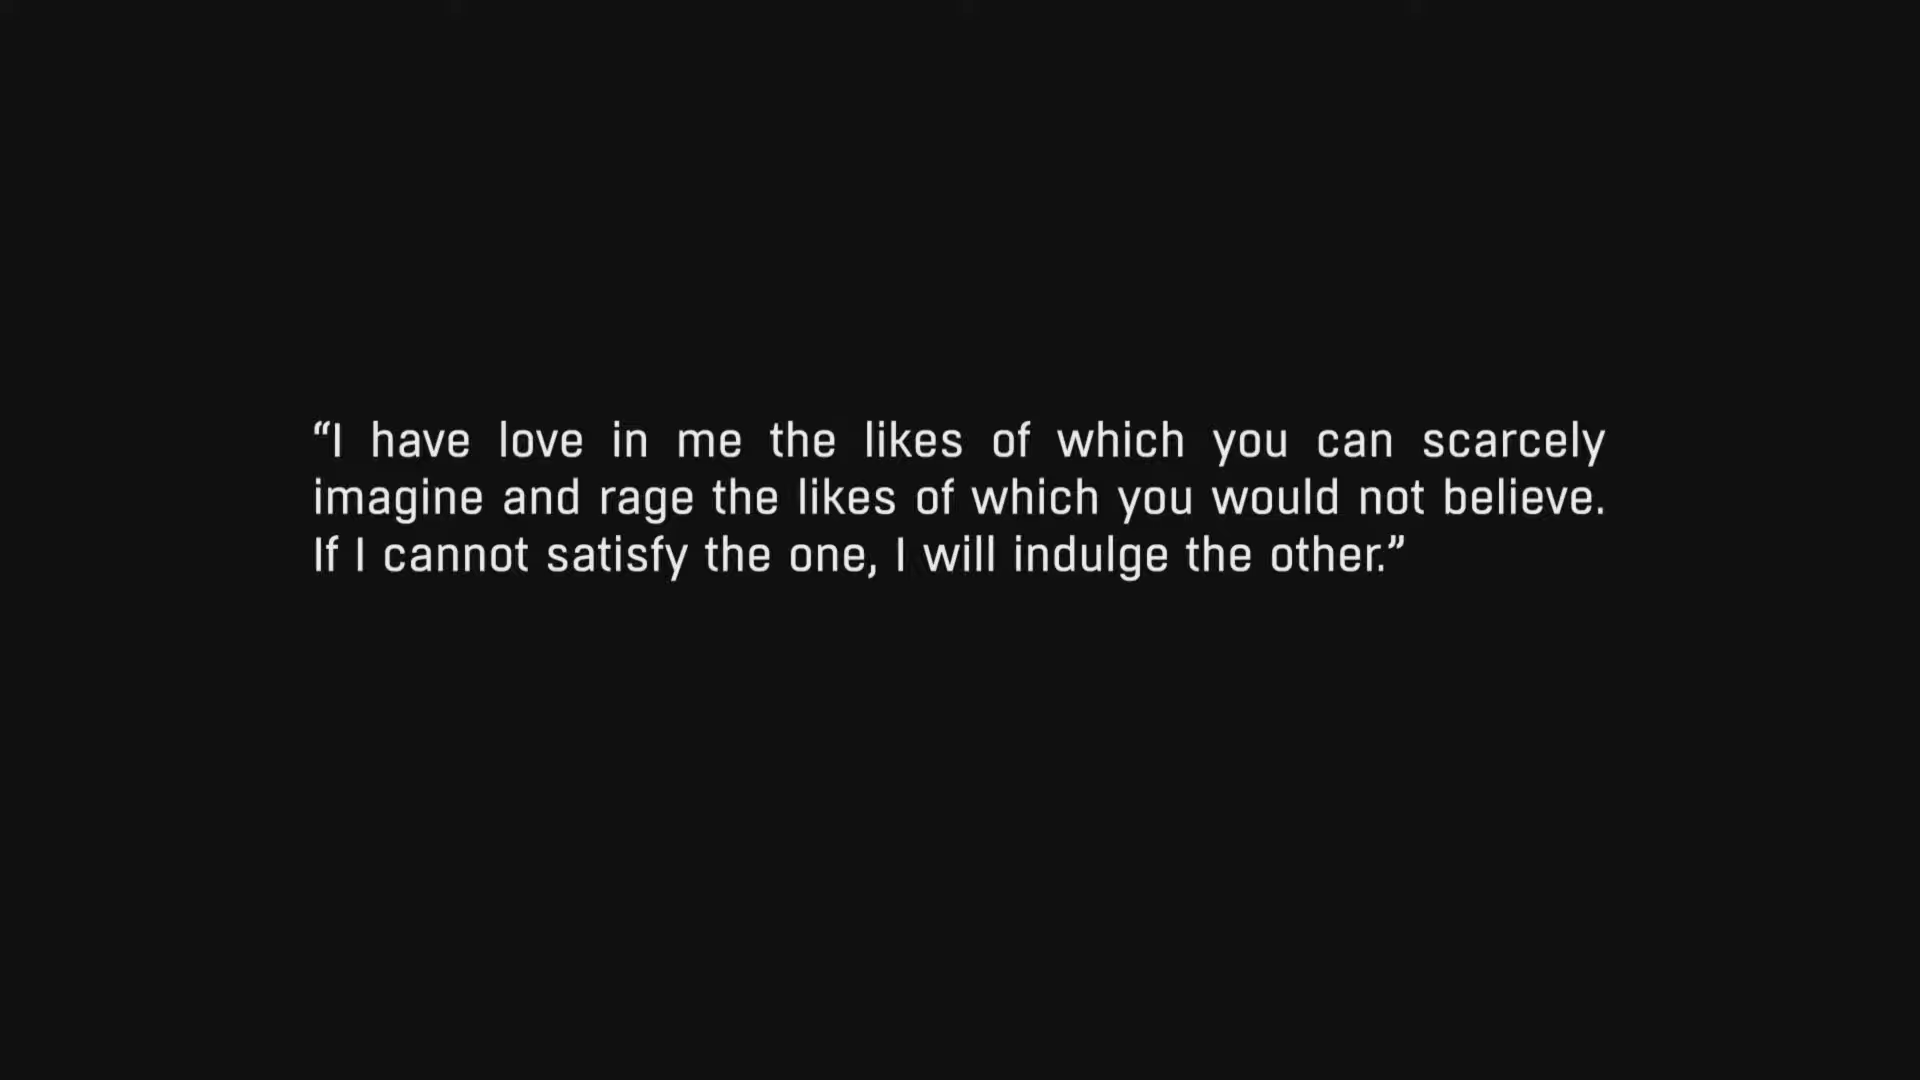 “I have love in me the likes of which you can scarcely
imagine and rage the likes of which you would not believe.
If I cannot satisfy the one, I will indulge the other.”